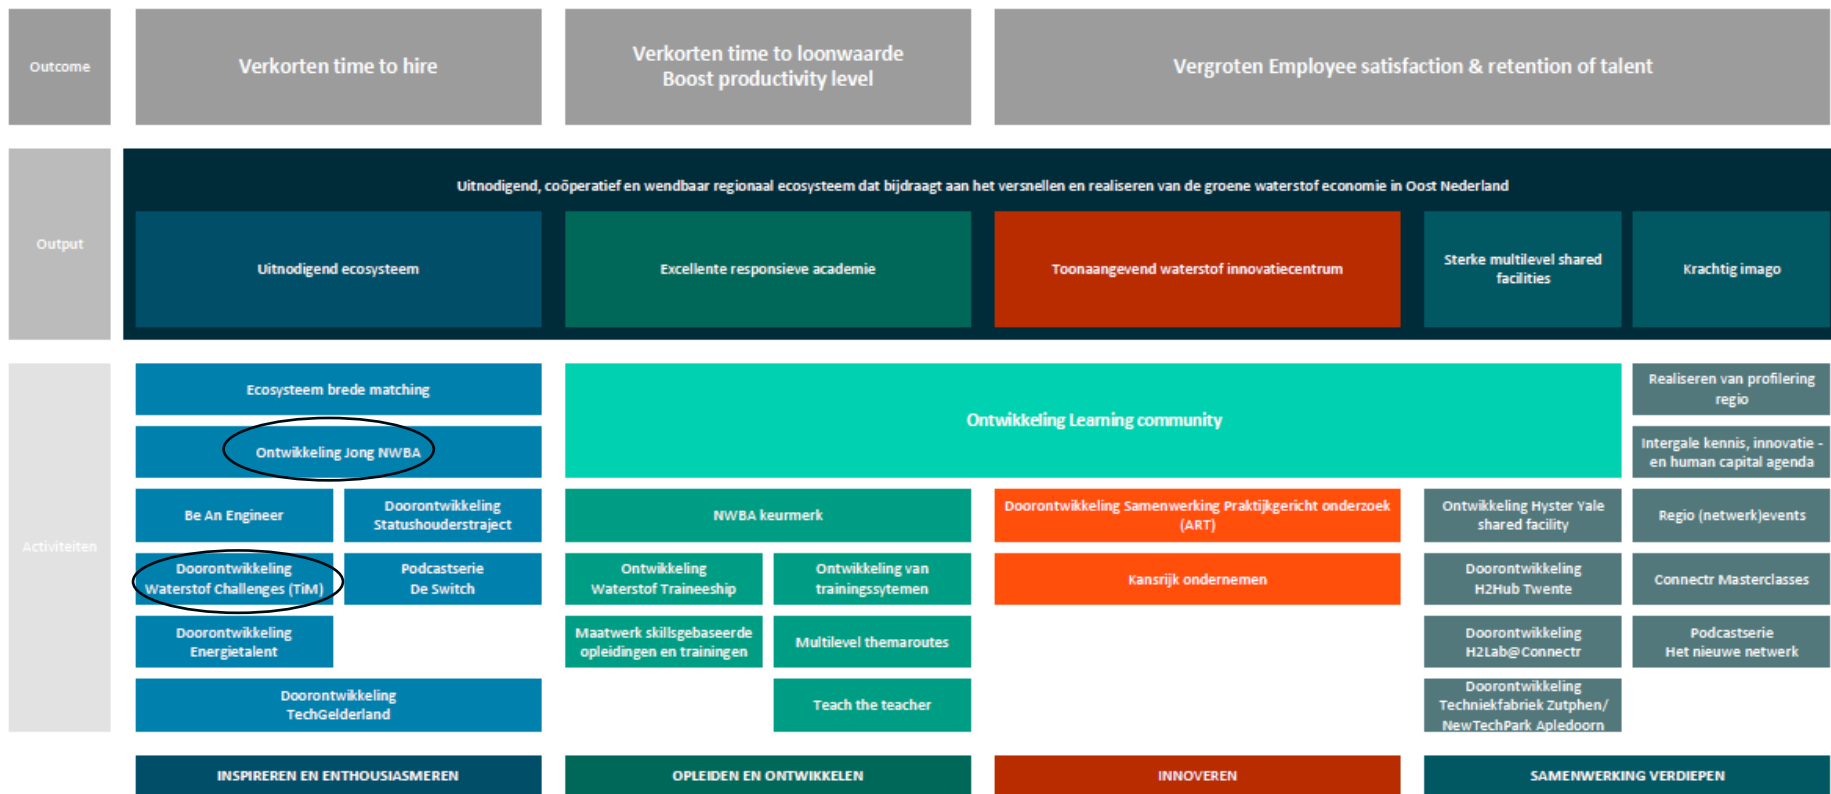 Outcome
Verkorten time to hire
Verkorten time to loonwaarde
Boost productivity level
Vergroten Employee satisfaction & retention of talent
Output
Uitnodigend, coöperatief en wendbaar regionaal ecosysteem dat bijdraagt aan het versnellen en realiseren van de groene waterstof economie in Oost Nederland
Uitnodigend ecosysteem
Excellente responsieve academie
Toonaangevend waterstof innovatiecentrum
Sterke multilevel shared
facilities
Krachtig imago
Activiteiten
Ecosysteem brede matching
Ontwikkeling Jong NWBA
Be An Engineer
Doorontwikkeling
Statushouderstraject
Doorontwikkeling
Waterstof Challenges (TiM)
Podcastserie
De Switch
Doorontwikkeling
Energietalent
Doorontwikkeling
TechGelderland
Ontwikkeling Learning community
NWBA keurmerk
Ontwikkeling
Waterstof Traineeship
Ontwikkeling van
trainingssytemen
Maatwerk skillsgebaseerde
opleidingen en trainingen
Multilevel themaroutes
Teach the teacher
Doorontwikkeling Samenwerking Praktijkgericht onderzoek
(ART)
Kansrijk ondernemen
Ontwikkeling Hyster Yale
shared facility
Doorontwikkeling
H2Hub Twente
Doorontwikkeling
H2Lab@Connectr
Doorontwikkeling
Techniekfabriek Zutphen/
NewTechPark Apledoorn
Realiseren van profilering
regio
Intergale kennis, innovatie -
en human capital agenda
Regio (netwerk)events
Connectr Masterclasses
Podcastserie
Het nieuwe netwerk
INSPIREREN EN ENTHOUSIASMEREN
OPLEIDEN EN ONTWIKKELEN
INNOVEREN
SAMENWERKING VERDIEPEN